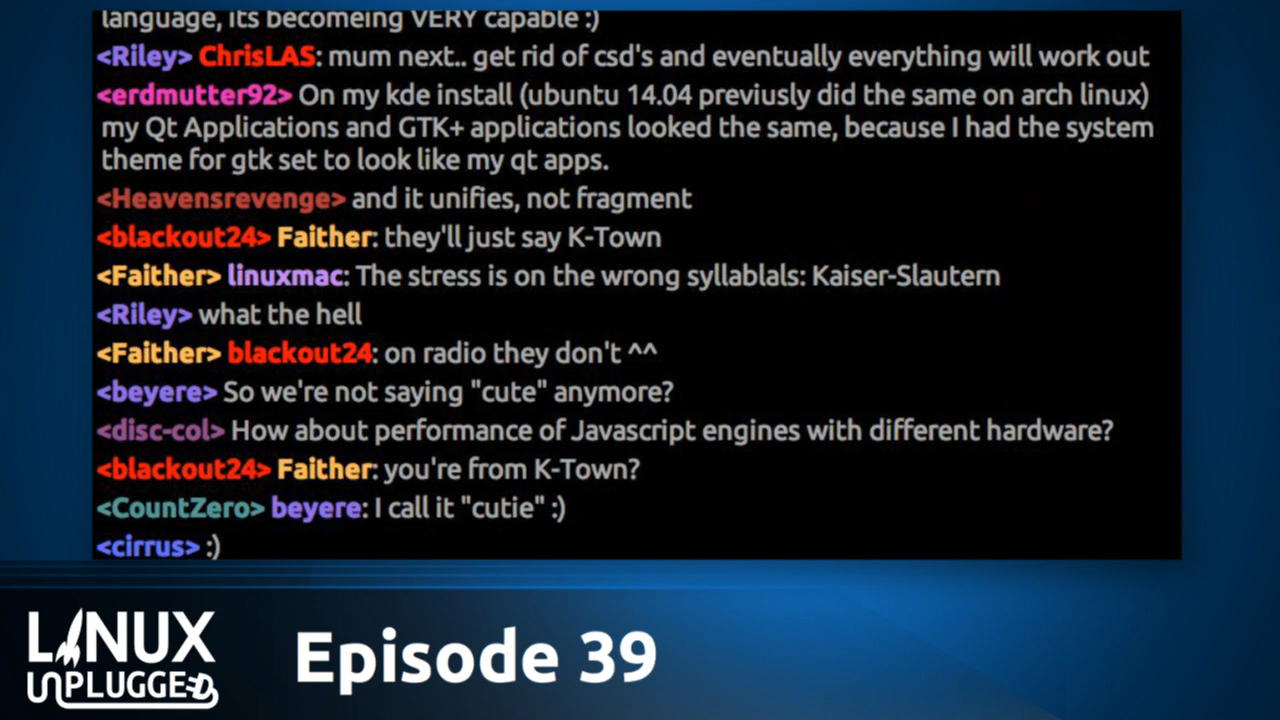 language, its becomeing VERY capable :)
<Riley> ChrisLAS: mum next.. get rid of csd's and eventually everything will work out
<erdmutter92> On my kde install (ubuntu 14.04 previusly did the same on arch linux)
my Qt Applications and GTK+ applications looked the same, because I had the system
theme for gtk set to look like my qt apps.
<Heavensrevenge> and it unifies, not fragment
<blackout24> Faither: they'll just say K-Town
<Faither> linuxmac: The stress is on the wrong syllablals: Kaiser-Slautern
<Riley> what the hell
<Faither> blackout24: on radio they don't ^^
<beyere> So we're not saying "cute" anymore?
<disc-col> How about performance of Javascript engines with different hardware?
<blackout24> Faither: you're from K-Town?
<CountZero> beyere: I call it "cutie" :)
<cirrus> :)
LINUX
UNPLUGGED
Episode 39